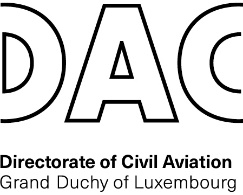 DAC
Directorate of Civil Aviation
Grand Duchy of Luxembourg